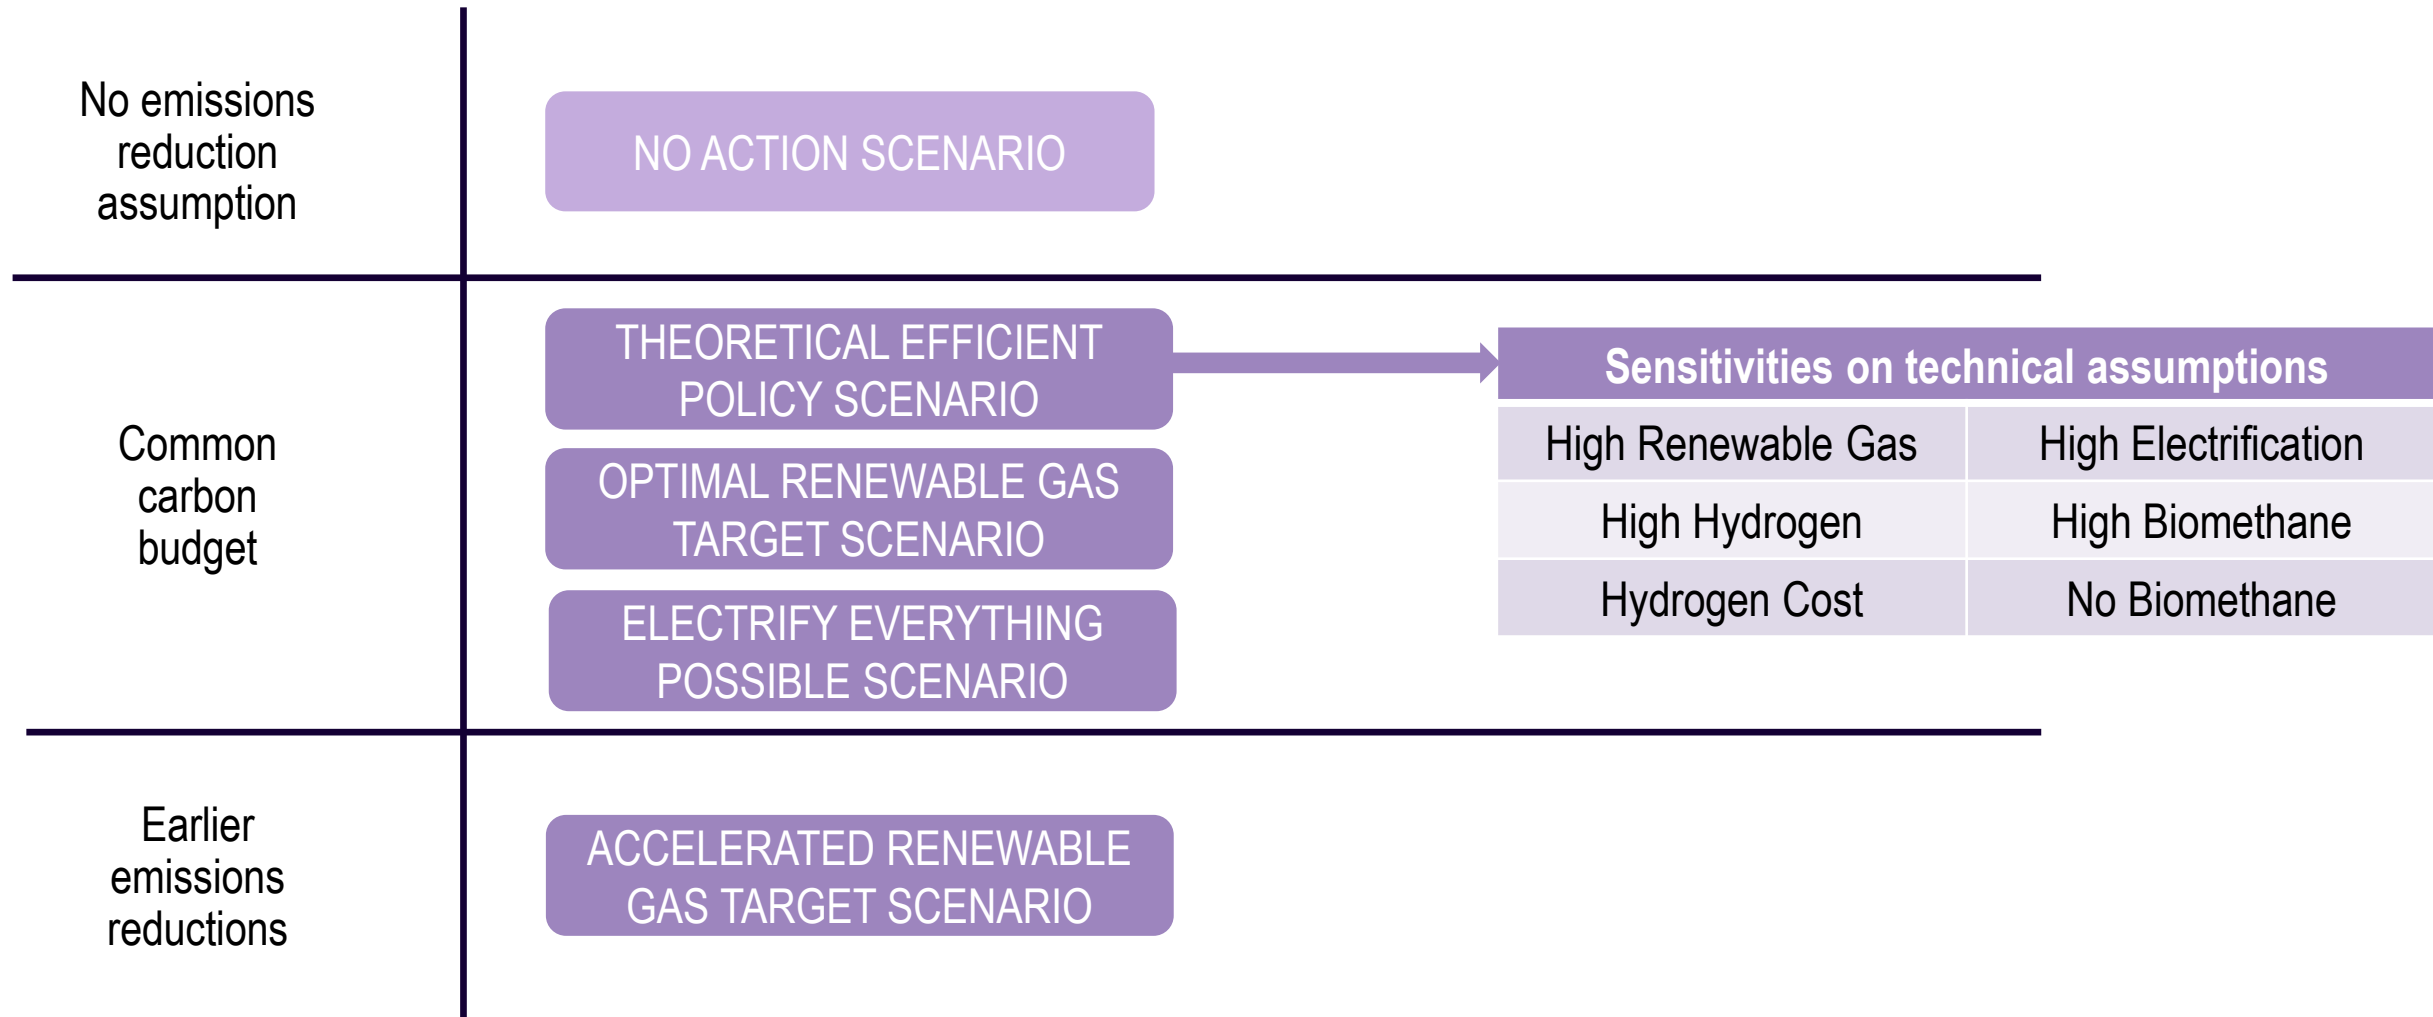 No emissions
reduction
assumption
NO ACTION SCENARIO
Common
carbon
budget
THEORETICAL EFFICIENT
POLICY SCENARIO
OPTIMAL RENEWABLE GAS
TARGET SCENARIO
ELECTRIFY EVERYTHING
POSSIBLE SCENARIO
Sensitivities on technical assumptions
High Renewable Gas
High Electrification
High Hydrogen
High Biomethane
Hydrogen Cost
No Biomethane
Earlier
emissions
reductions
ACCELERATED RENEWABLE
GAS TARGET SCENARIO